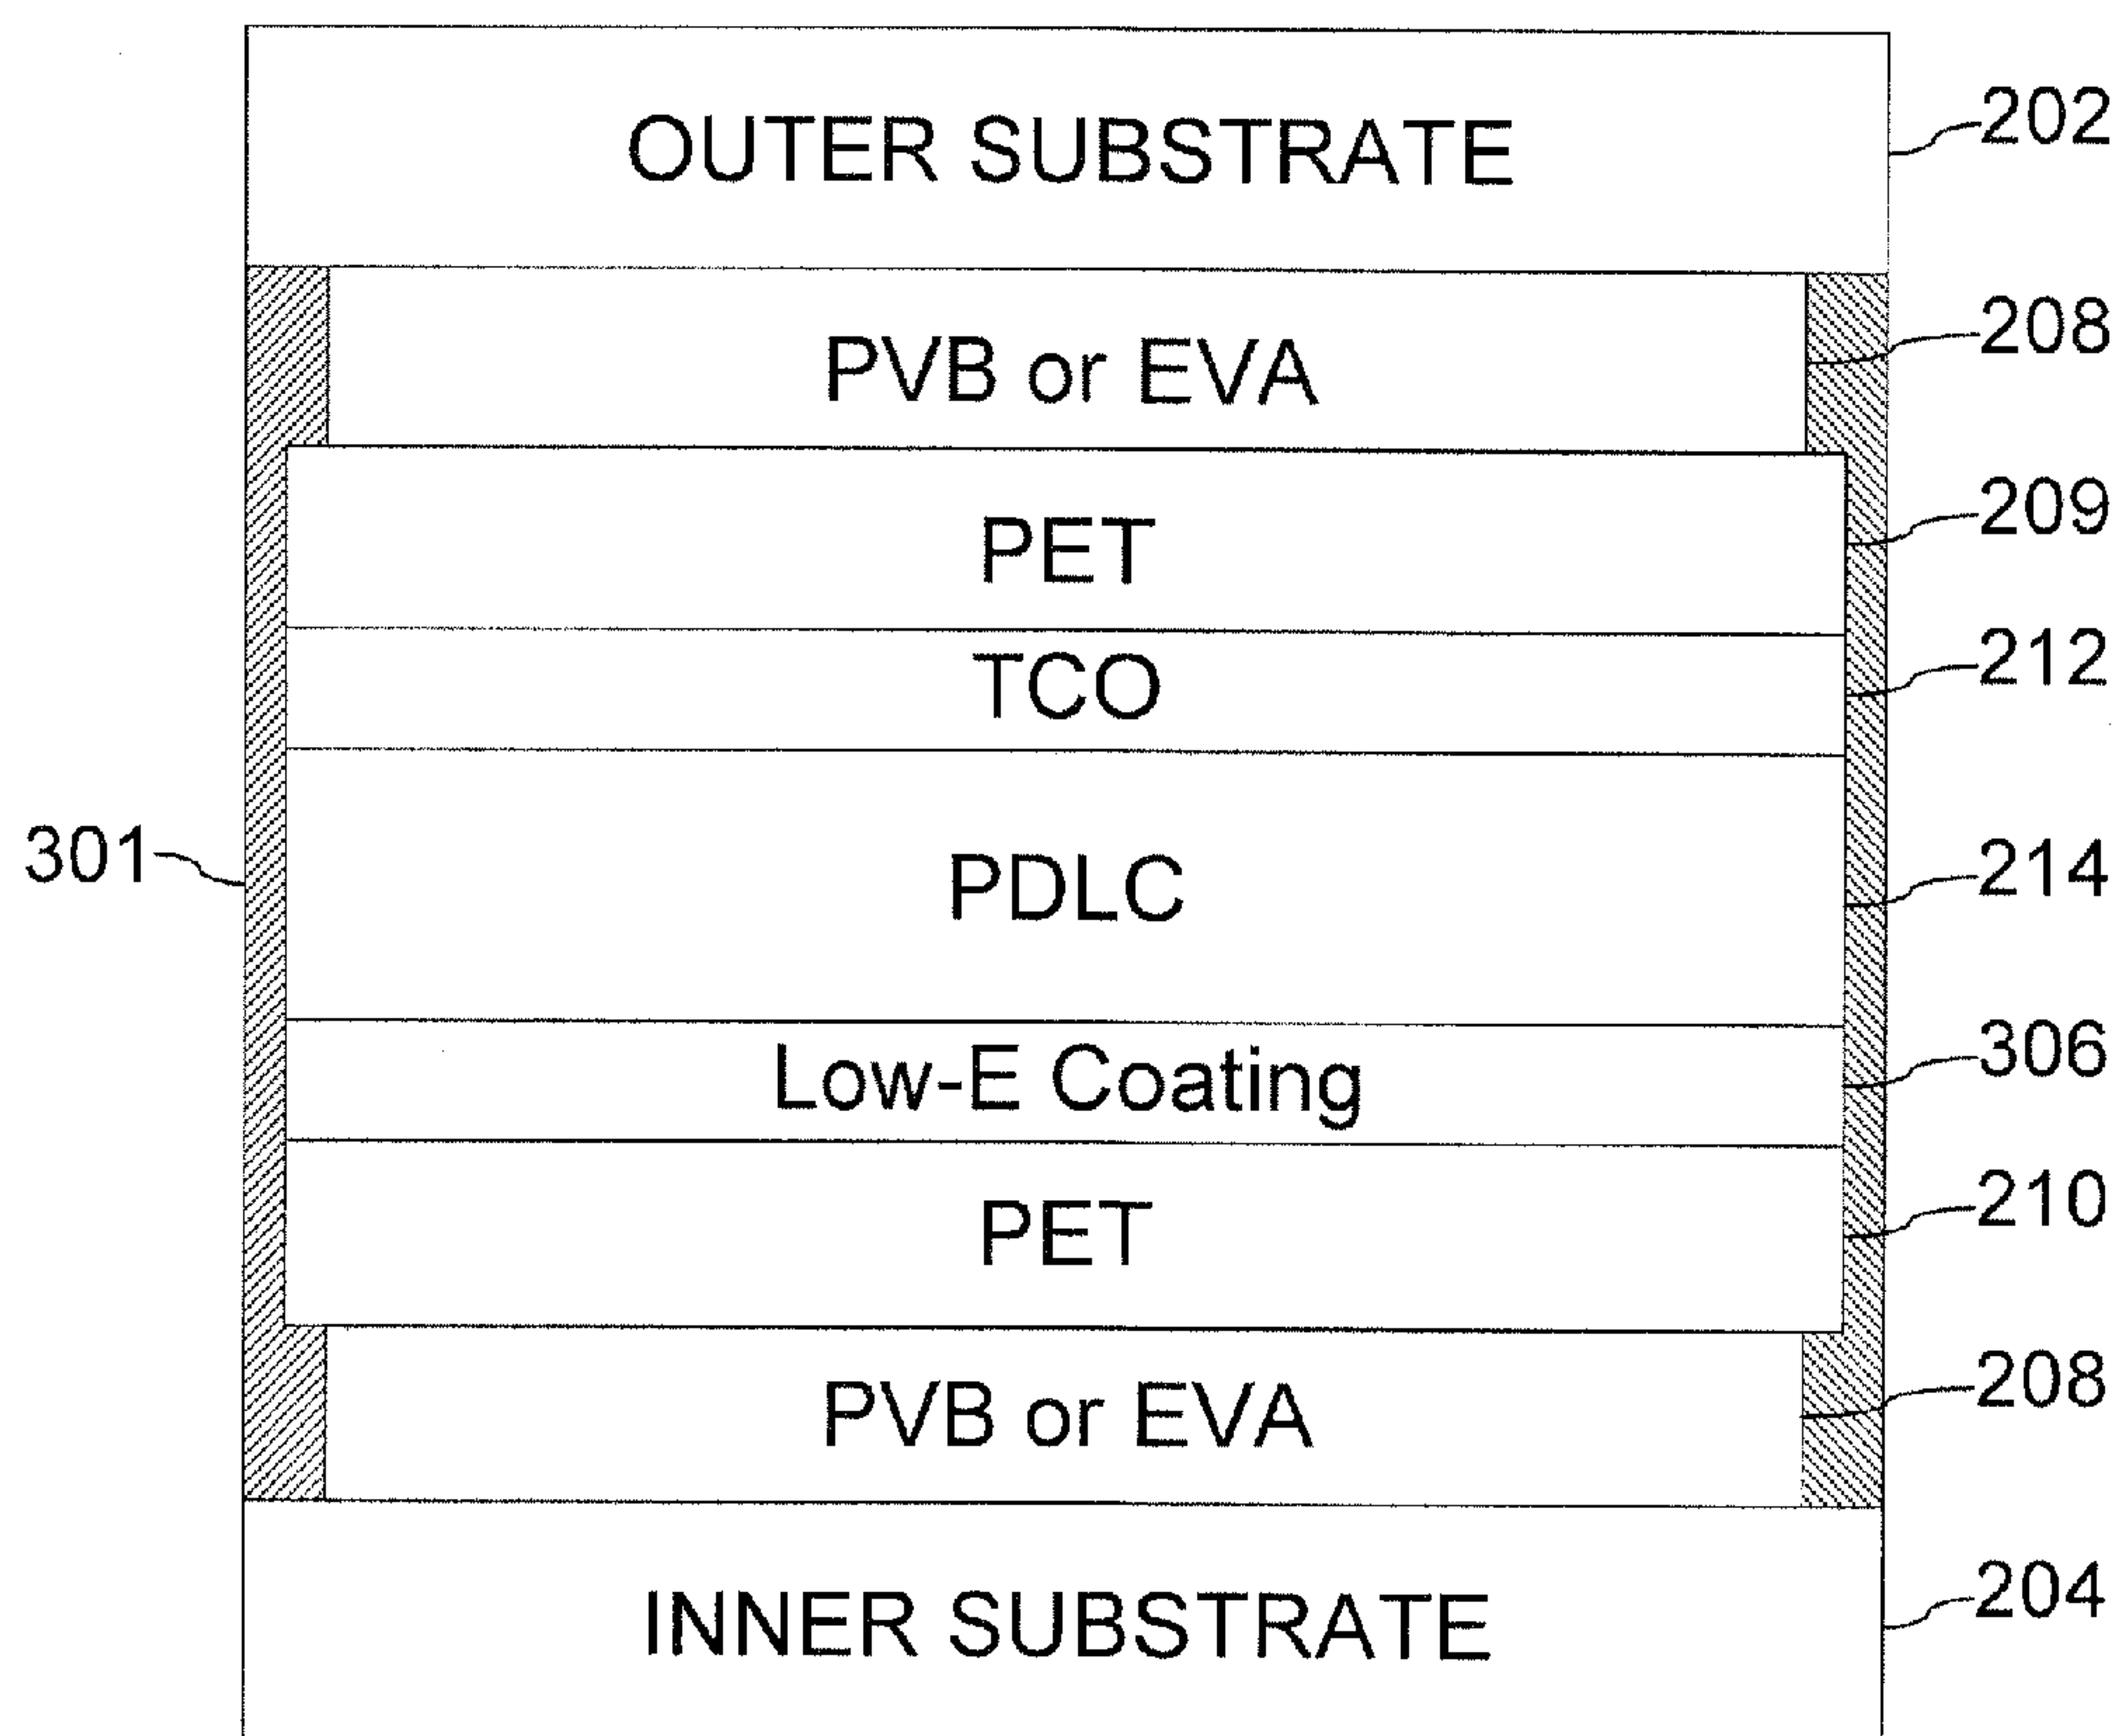 OUTER SUBSTRATE
202
PVB or EVA
208
PET
209
TCO
212
301
PDLC
214
Low-E Coating
306
PET
210
PVB or EVA
208
INNER SUBSTRATE
204